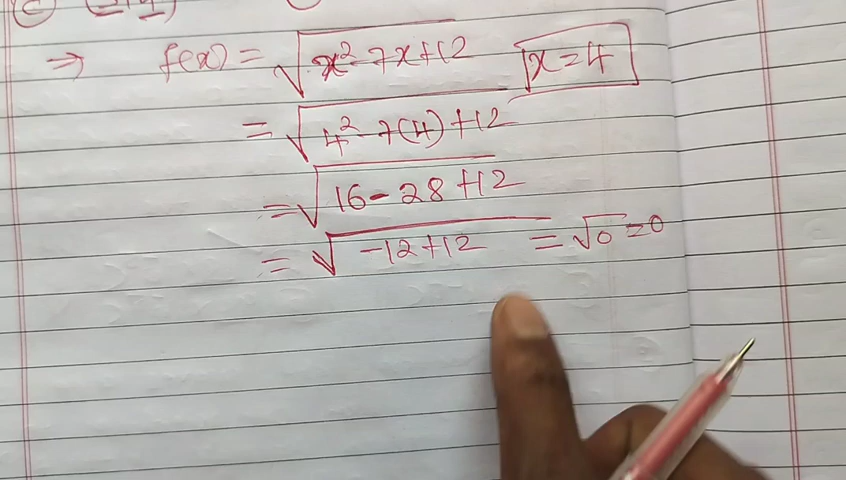 ⇒ f(x) = √x² - 7x + 12 x = 4
= √4² - 7(4) + 12
= √16 - 28 + 12
= √-12 + 12 = √0 = 0